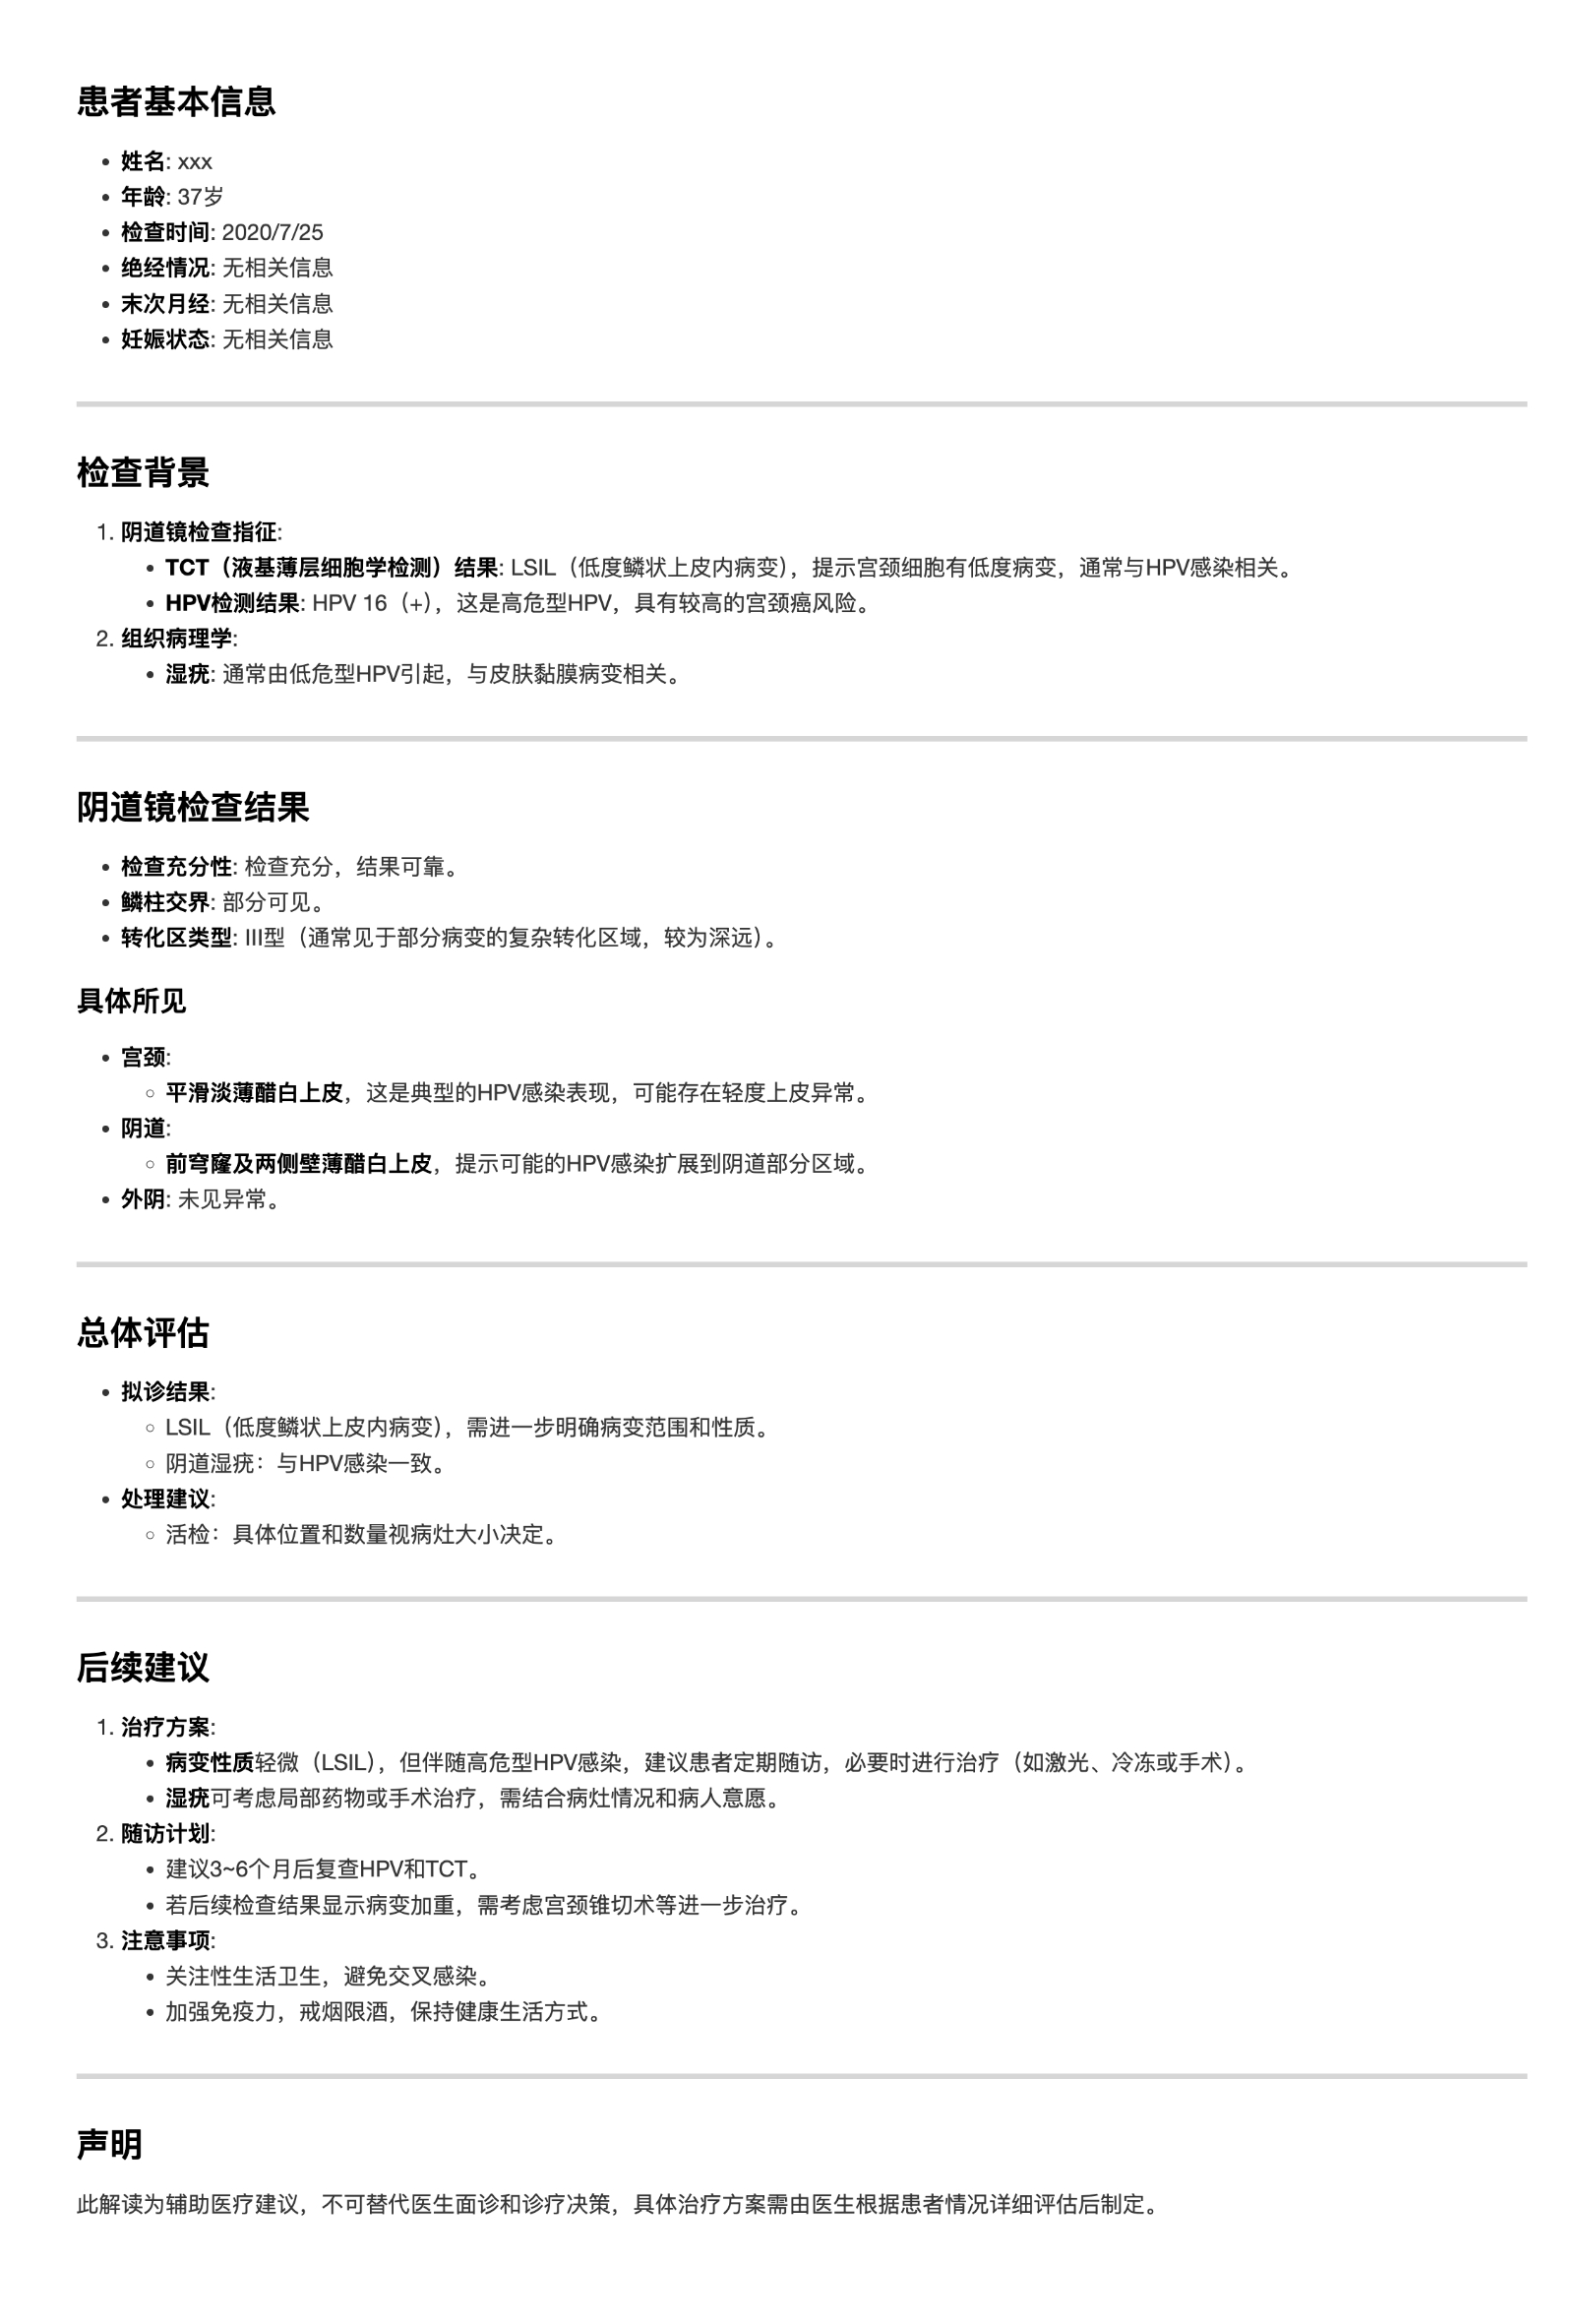 患者基本信息
• 姓名: xxx
• 年龄: 37岁
• 检查时间: 2020/7/25
• 绝经情况: 无相关信息
• 末次月经: 无相关信息
• 妊娠状态: 无相关信息
检查背景
1. 阴道镜检查指征:
• TCT（液基薄层细胞学检测）结果: LSIL（低度鳞状上皮内病变），提示宫颈细胞有低度病变，通常与HPV感染相关。
• HPV检测结果: HPV 16（+），这是高危型HPV，具有较高的宫颈癌风险。
2. 组织病理学:
• 湿疣: 通常由低危型HPV引起，与皮肤黏膜病变相关。
阴道镜检查结果
• 检查充分性: 检查充分，结果可靠。
• 鳞柱交界: 部分可见。
• 转化区类型: III型（通常见于部分病变的复杂转化区域，较为深远）。
具体所见
• 宫颈:
◦ 平滑淡薄醋白上皮，这是典型的HPV感染表现，可能存在轻度上皮异常。
• 阴道:
◦ 前穹窿及两侧壁薄醋白上皮，提示可能的HPV感染扩展到阴道部分区域。
• 外阴: 未见异常。
总体评估
• 拟诊结果:
◦ LSIL（低度鳞状上皮内病变），需进一步明确病变范围和性质。
◦ 阴道湿疣：与HPV感染一致。
• 处理建议:
◦ 活检：具体位置和数量视病灶大小决定。
后续建议
1. 治疗方案:
• 病变性质轻微（LSIL），但伴随高危型HPV感染，建议患者定期随访，必要时进行治疗（如激光、冷冻或手术）。
• 湿疣可考虑局部药物或手术治疗，需结合病灶情况和病人意愿。
2. 随访计划:
• 建议3~6个月后复查HPV和TCT。
• 若后续检查结果显示病变加重，需考虑宫颈锥切术等进一步治疗。
3. 注意事项:
• 关注性生活卫生，避免交叉感染。
• 加强免疫力，戒烟限酒，保持健康生活方式。
声明
此解读为辅助医疗建议，不可替代医生面诊和诊疗决策，具体治疗方案需由医生根据患者情况详细评估后制定。